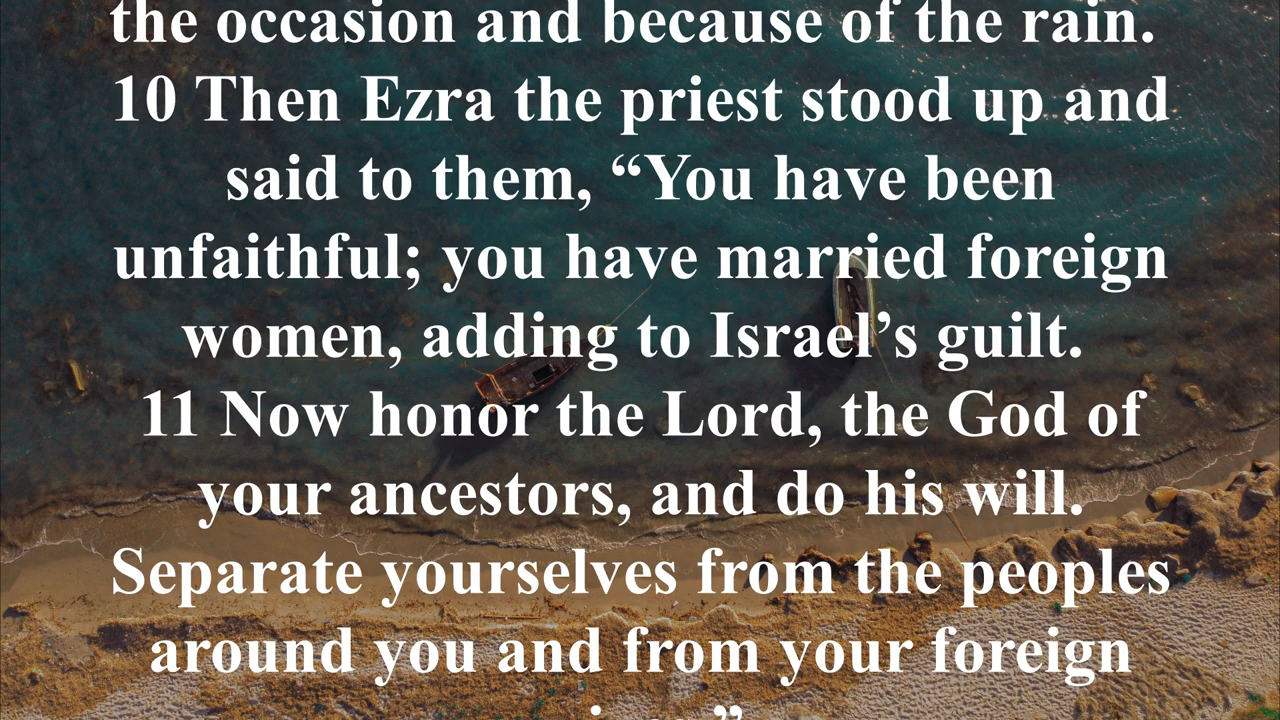 the occasion and because of the rain.
10 Then Ezra the priest stood up and
said to them, “You have been
unfaithful; you have married foreign
women, adding to Israel’s guilt.
11 Now honor the Lord, the God of
your ancestors, and do his will.
Separate yourselves from the peoples
around you and from your foreign